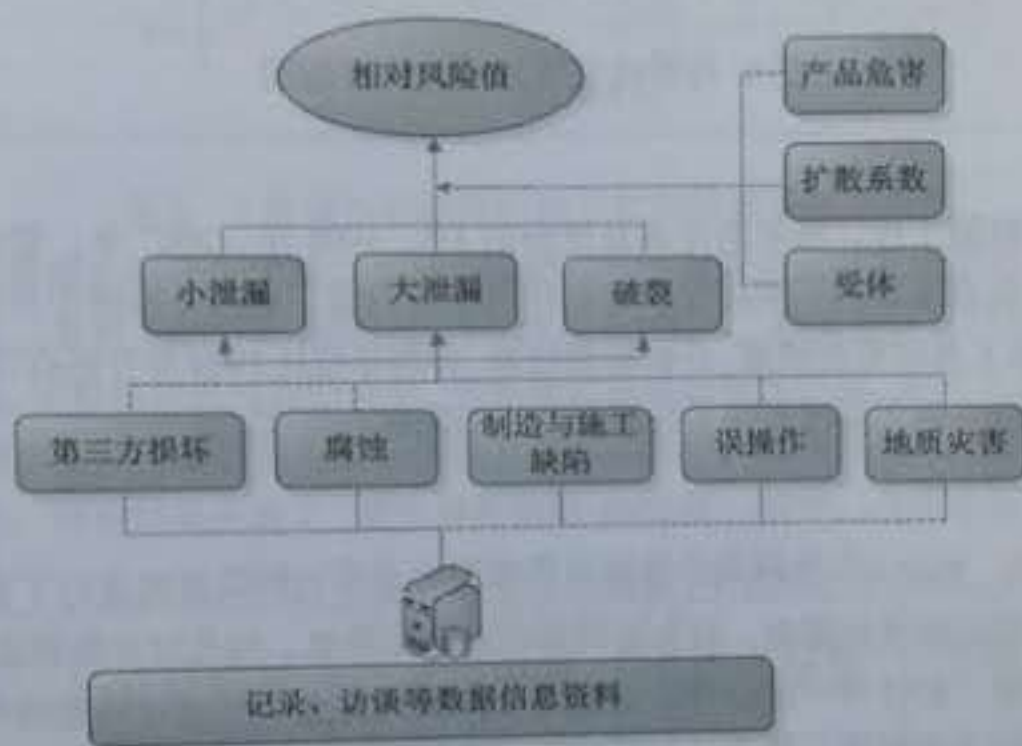 相对风险值
产品危害
扩散系数
受体
小泄漏
大泄漏
破裂
第三方损坏
腐蚀
制造与施工
缺陷
误操作
地质灾害
记录、访谈等数据信息资料